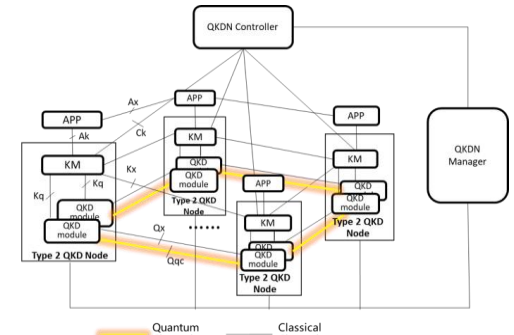 QKDN Controller
Ax
APP
APP
APP
Ck
Ak
KM
KM
KM
QKDN
Manager
Kx
Kq
Kq
QKD
QKD
module
APP
QKD
QKD
module
QKD
module
QKD
module
Type 2 QKD
Node
KM
Qx
Type 2 QKD
Node
Type 2 QKD Node
......
QKD
QKD
module
Qqc
Type 2 QKD
Node
Quantum
Classical